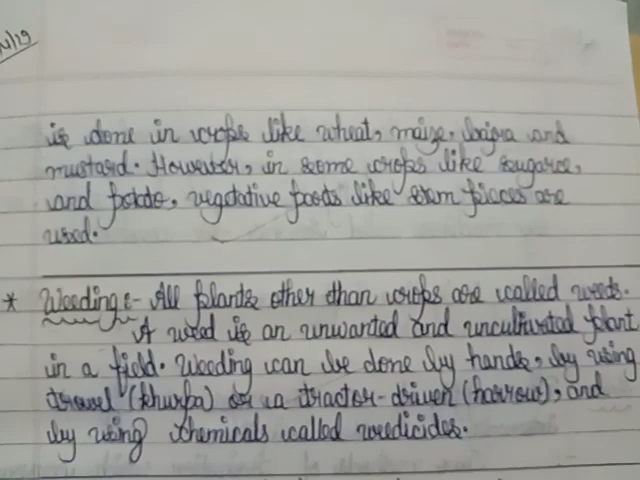 is done in crops like wheat, maize, bajra and
mustard. However, in some crops like sugarce,
and potato, vegetative parts like stem pieces are
used.
* Weeding:- All plants other than crops are called weeds.
A weed is an unwanted and uncultivated plant
in a field. Weeding can be done by hands, by using
trowel (khurpa) or a tractor-driven (harrow), and
by using chemicals called weedicides.